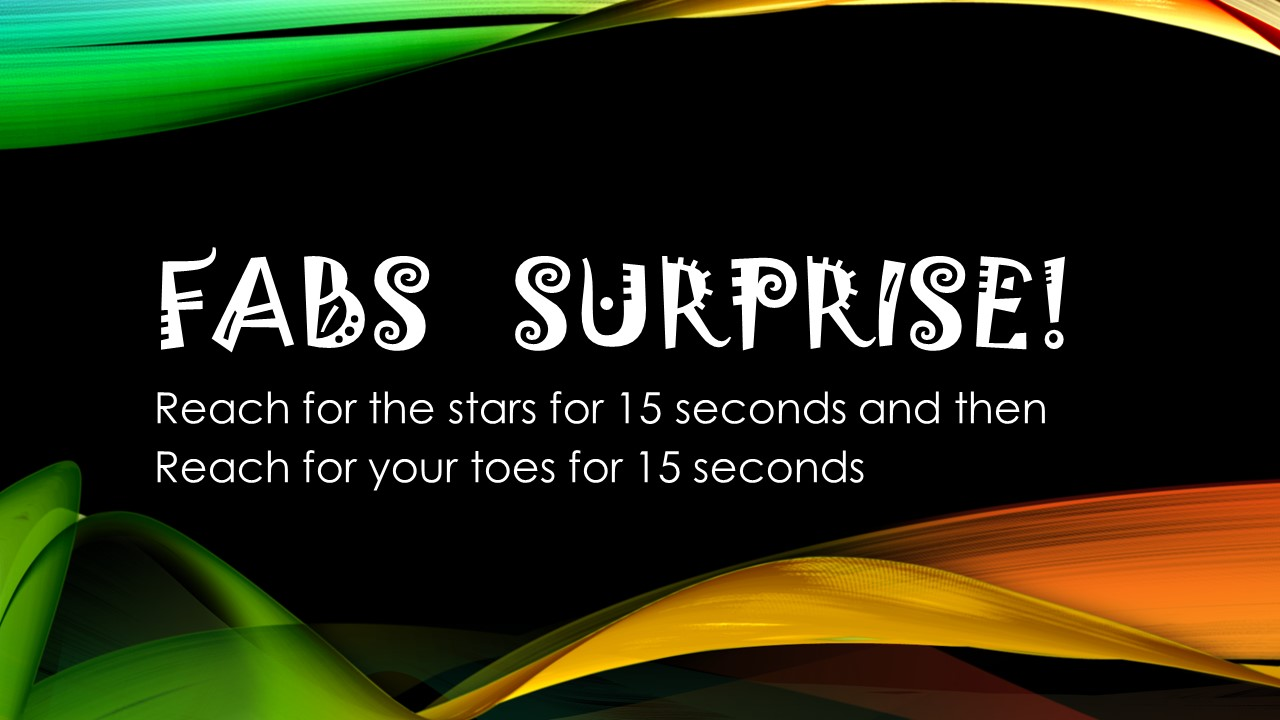 FABS SURPRISE!
Reach for the stars for 15 seconds and then
Reach for your toes for 15 seconds